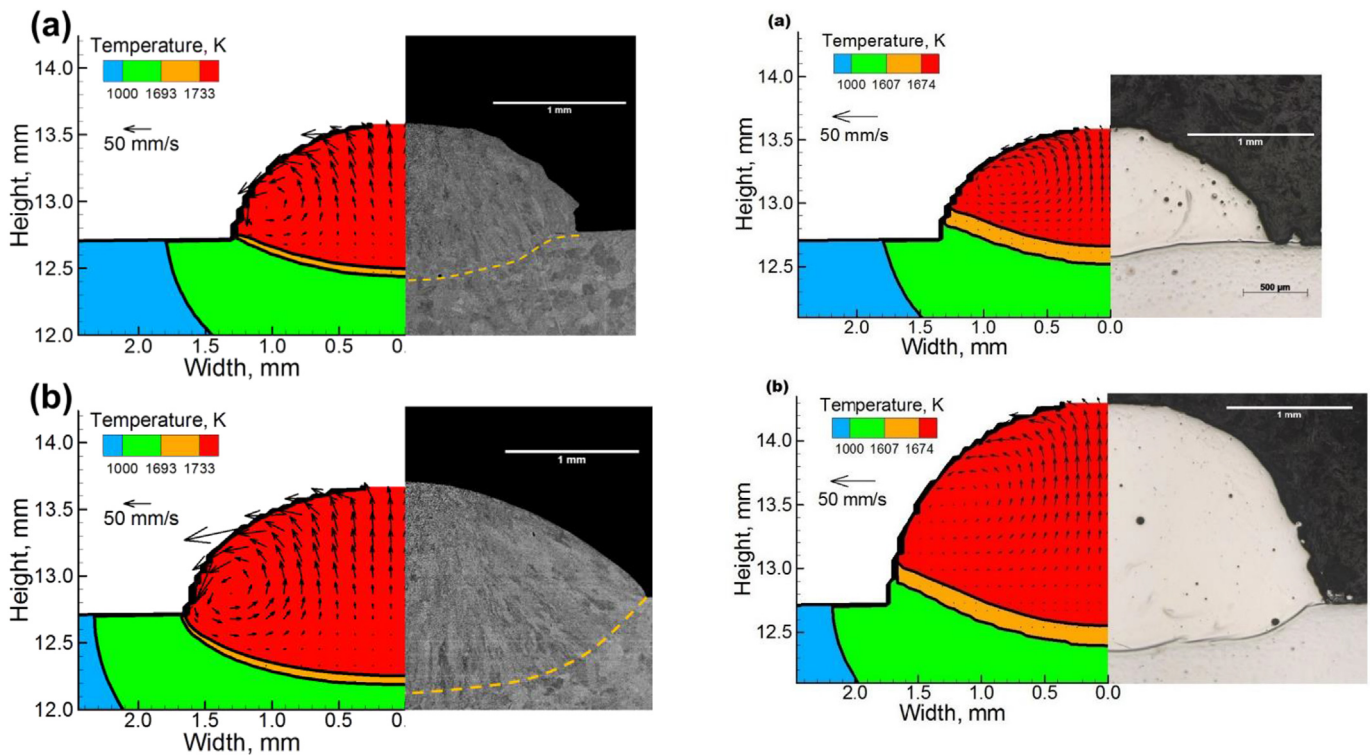 (a)
Temperature, K
1000 1693 1733
50 mm/s
14.0
13.5
13.0
12.5
12.0
Height, mm
2.0 1.5 1.0 0.5 0.
Width, mm
1 mm
(a)
Temperature, K
1000 1607 1674
50 mm/s
14.0
13.5
13.0
12.5
Height, mm
2.0 1.5 1.0 0.5 0.0
Width, mm
1 mm
500 µm
(b)
Temperature, K
1000 1693 1733
50 mm/s
14.0
13.5
13.0
12.5
12.0
Height, mm
2.0 1.5 1.0 0.5 0.
Width, mm
1 mm
(b)
Temperature, K
1000 1607 1674
50 mm/s
14.0
13.5
13.0
12.5
Height, mm
2.0 1.5 1.0 0.5 0.0
Width, mm
1 mm